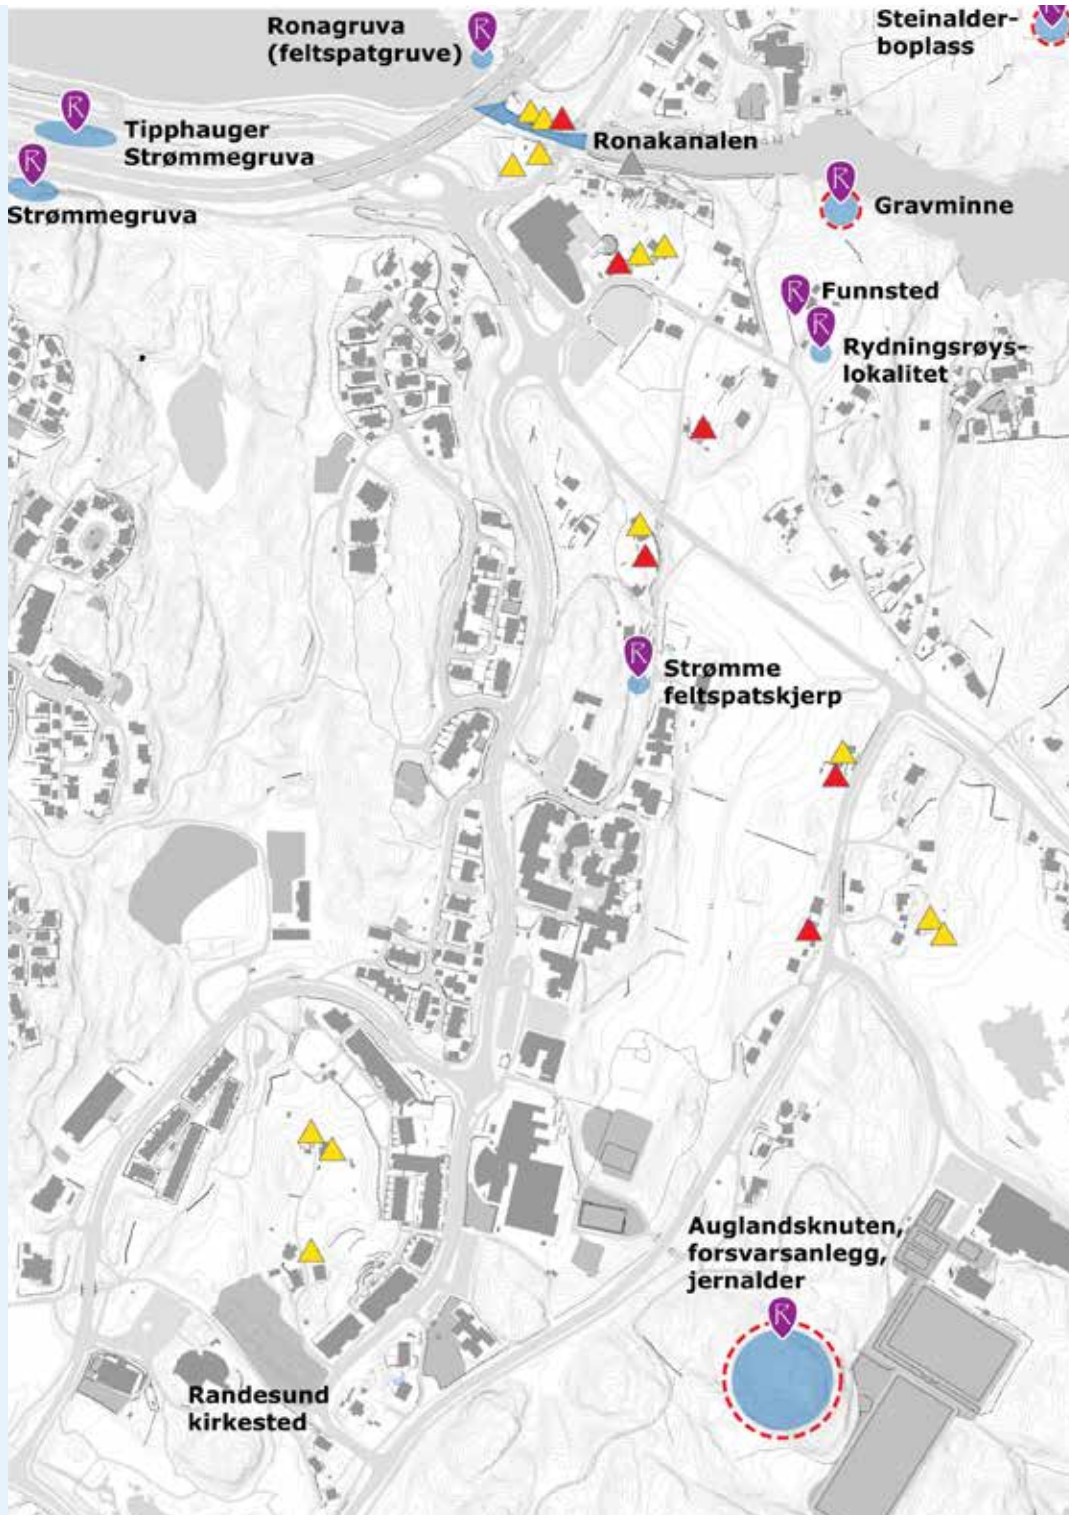 Ronagruva
(feltspatgruve)
Steinalder-
boplass
Tipphauger
Strømmegruva
Ronakanalen
Strømmegruva
Gravminne
Funnsted
Rydningsrøys-
lokalitet
Strømme
feltspatskjerp
Auglandsknuten,
forsvarsanlegg,
jernalder
Randesund
kirkested